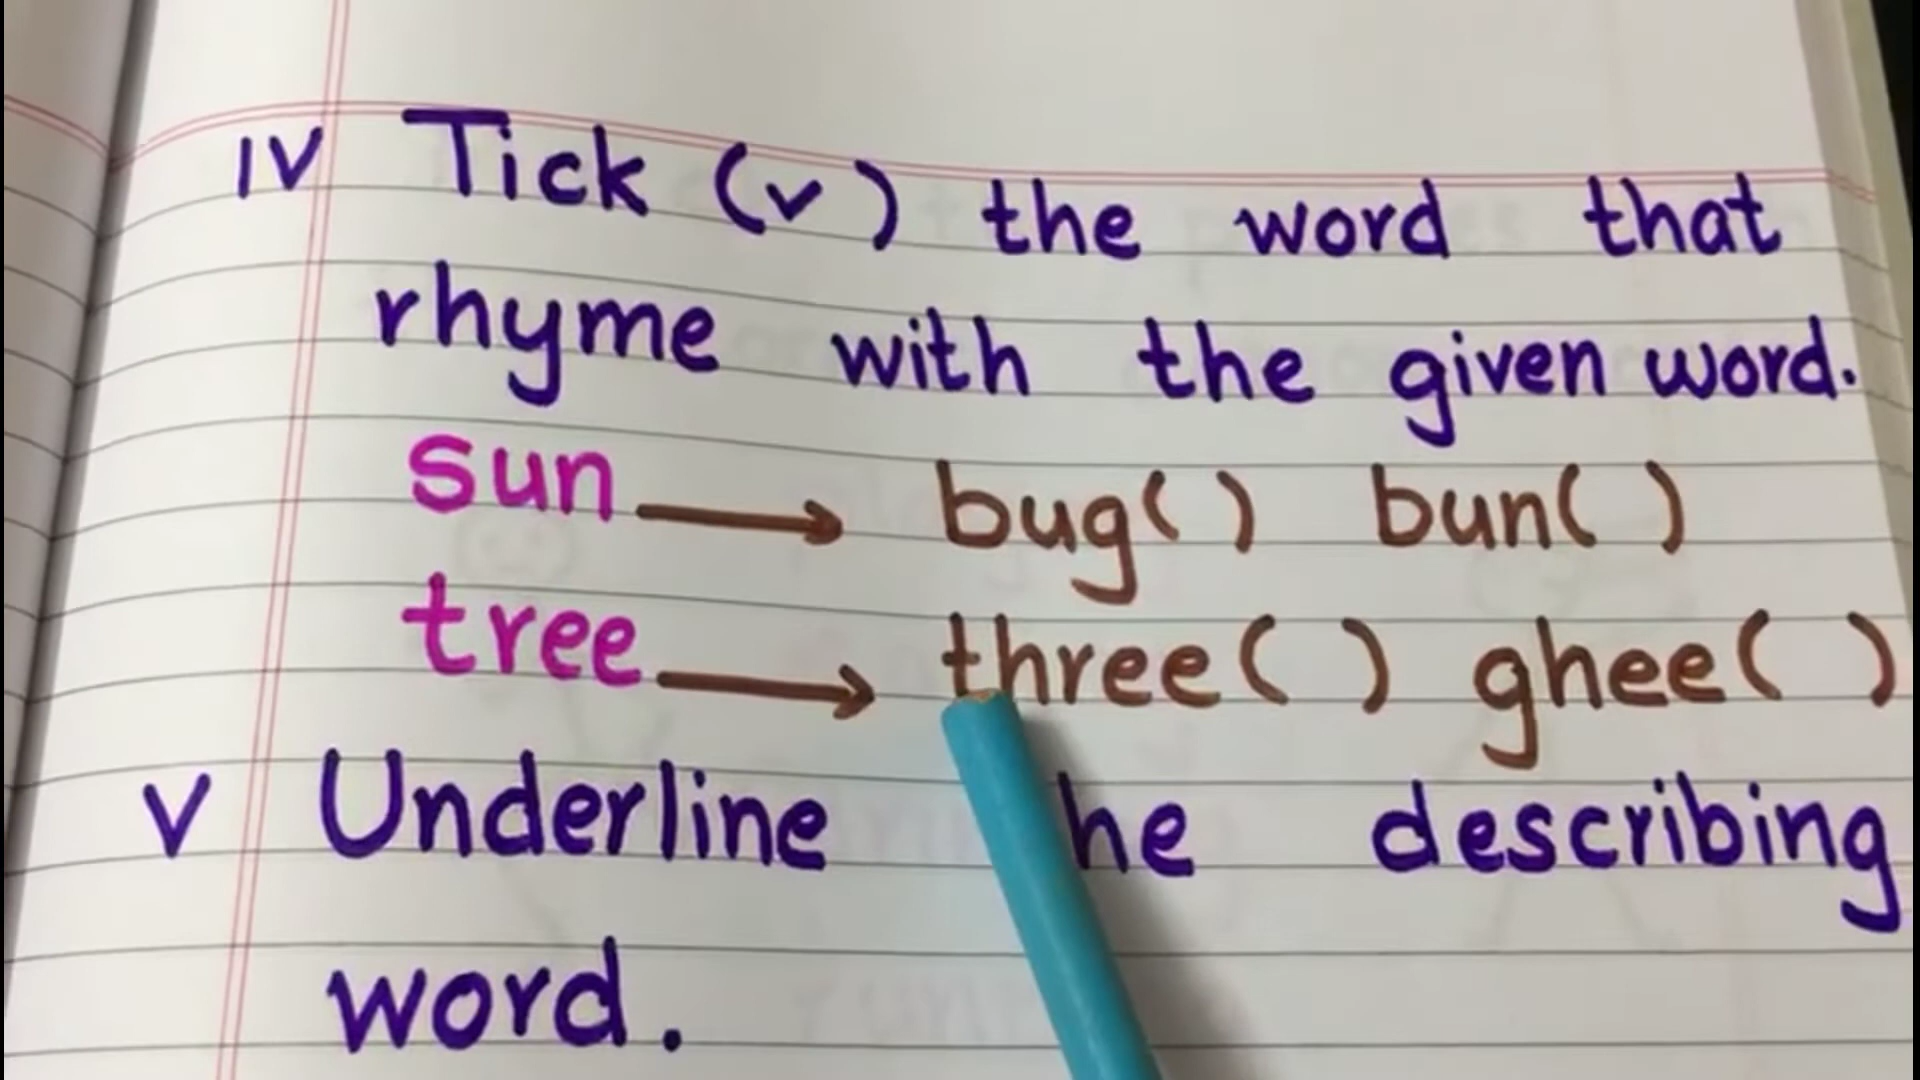 IV Tick (✓) the word that
rhyme with the given word.
sun → bug( ) bun( )
tree → three( ) ghee( )
V Underline he describing
word.